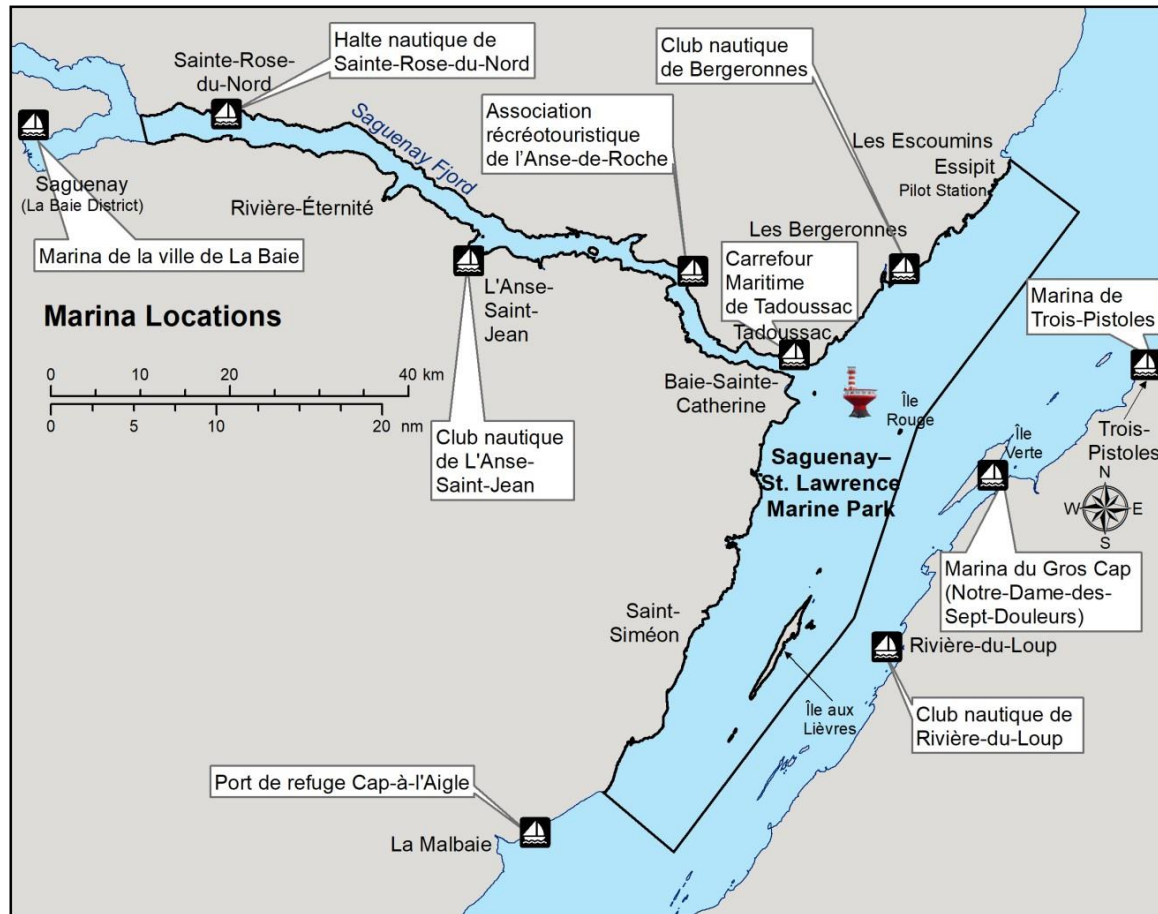 Halte nautique de
Sainte-Rose-du-Nord
Sainte-Rose-
du-Nord
Club nautique
de Bergeronnes
Association
récréotouristique
de l'Anse-de-Roche
Saguenay Fjord
Les Escoumins
Essipit
Pilot Station
Saguenay
(La Baie District)
Rivière-Éternité
Marina de la ville de La Baie
Les Bergeronnes
Carrefour
Maritime
de Tadoussac
Tadoussac
L'Anse-
Saint-
Jean
Marina de
Trois-Pistoles
Marina Locations
0 10 20 40 km
0 5 10 20 nm
Baie-Sainte-
Catherine
Île
Rouge
Club nautique
de L'Anse-
Saint-Jean
Île
Verte
Trois-
Pistoles
Saguenay–
St. Lawrence
Marine Park
N
W E
S
Marina du Gros Cap
(Notre-Dame-des-
Sept-Douleurs)
Saint-
Siméon
Rivière-du-Loup
Île aux
Lièvres
Club nautique de
Rivière-du-Loup
Port de refuge Cap-à-l'Aigle
La Malbaie